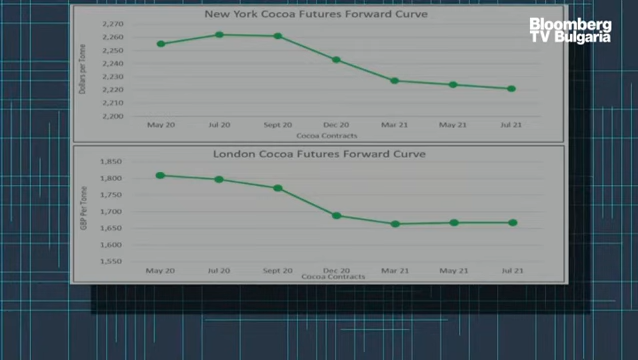 New York Cocoa Futures Forward Curve
Bloomberg
TV Bulgaria
2,270
2,260
2,250
2,240
2,230
2,220
2,210
2,200
Dollars per Tonne
May 20 Jul 20 Sept 20 Dec 20 Mar 21 May 21 Jul 21
Cocoa Contracts
London Cocoa Futures Forward Curve
1,850
1,800
1,750
1,700
1,650
1,600
1,550
GBP Per Tonne
May 20 Jul 20 Sept 20 Dec 20 Mar 21 May 21 Jul 21
Cocoa Contracts